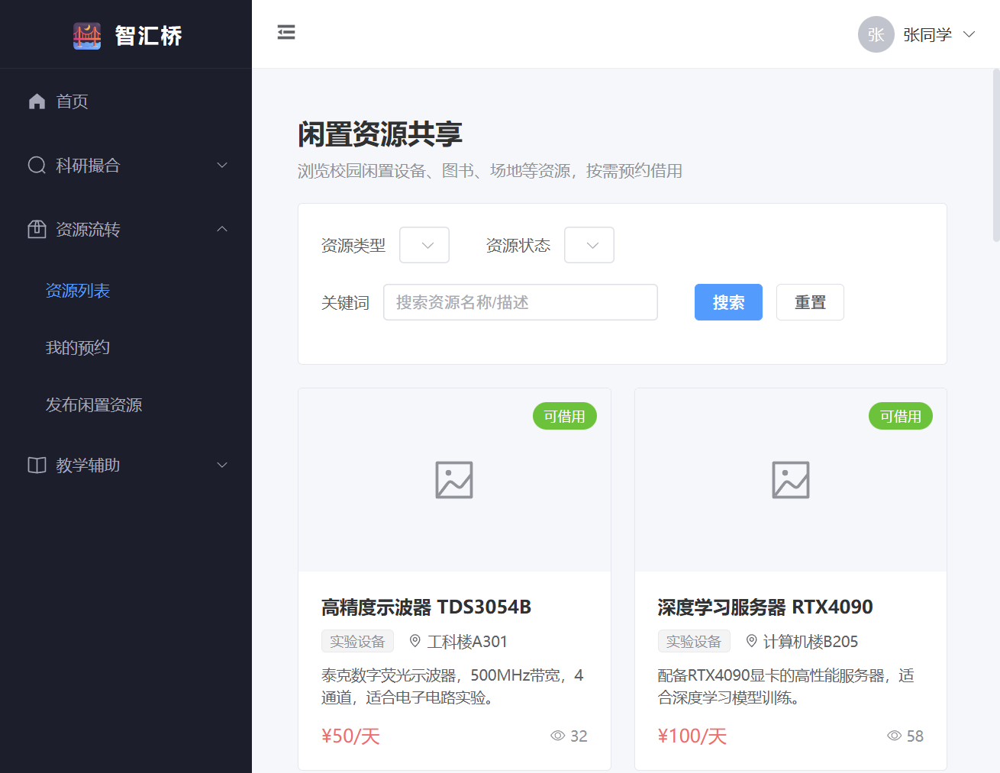 智汇桥
张
张同学
首页
科研撮合
资源流转
资源列表
我的预约
发布闲置资源
教学辅助
闲置资源共享
浏览校园闲置设备、图书、场地等资源，按需预约借用
资源类型
资源状态
关键词
搜索资源名称/描述
搜索
重置
可借用
高精度示波器 TDS3054B
实验设备
工科楼A301
泰克数字荧光示波器，500MHz带宽，4
通道，适合电子电路实验。
¥50/天
32
可借用
深度学习服务器 RTX4090
实验设备
计算机楼B205
配备RTX4090显卡的高性能服务器，适
合深度学习模型训练。
¥100/天
58